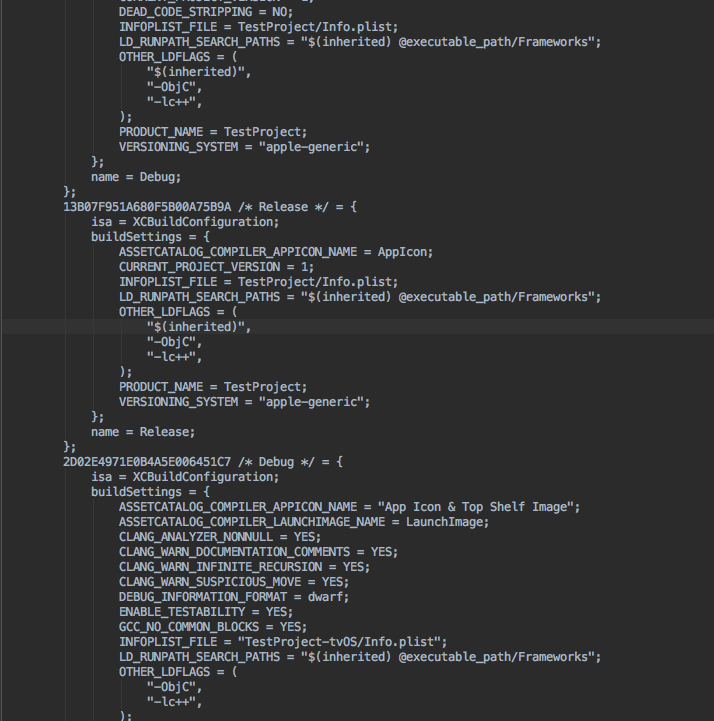 DEAD_CODE_STRIPPING = NO;
INFOPLIST_FILE = TestProject/Info.plist;
LD_RUNPATH_SEARCH_PATHS = "$(inherited) @executable_path/Frameworks";
OTHER_LDFLAGS = (
"$(inherited)",
"-ObjC",
"-lc++",
);
PRODUCT_NAME = TestProject;
VERSIONING_SYSTEM = "apple-generic";
};
name = Debug;
};
13B07F951A680F5B00A75B9A /* Release */ = {
isa = XCBuildConfiguration;
buildSettings = {
ASSETCATALOG_COMPILER_APPICON_NAME = AppIcon;
CURRENT_PROJECT_VERSION = 1;
INFOPLIST_FILE = TestProject/Info.plist;
LD_RUNPATH_SEARCH_PATHS = "$(inherited) @executable_path/Frameworks";
OTHER_LDFLAGS = (
"$(inherited)",
"-ObjC",
"-lc++",
);
PRODUCT_NAME = TestProject;
VERSIONING_SYSTEM = "apple-generic";
};
name = Release;
};
2D02E4971E0B4A5E006451C7 /* Debug */ = {
isa = XCBuildConfiguration;
buildSettings = {
ASSETCATALOG_COMPILER_APPICON_NAME = "App Icon & Top Shelf Image";
ASSETCATALOG_COMPILER_LAUNCHIMAGE_NAME = LaunchImage;
CLANG_ANALYZER_NONNULL = YES;
CLANG_WARN_DOCUMENTATION_COMMENTS = YES;
CLANG_WARN_INFINITE_RECURSION = YES;
CLANG_WARN_SUSPICIOUS_MOVE = YES;
DEBUG_INFORMATION_FORMAT = dwarf;
ENABLE_TESTABILITY = YES;
GCC_NO_COMMON_BLOCKS = YES;
INFOPLIST_FILE = "TestProject-tvOS/Info.plist";
LD_RUNPATH_SEARCH_PATHS = "$(inherited) @executable_path/Frameworks";
OTHER_LDFLAGS = (
"-ObjC",
"-lc++",
);